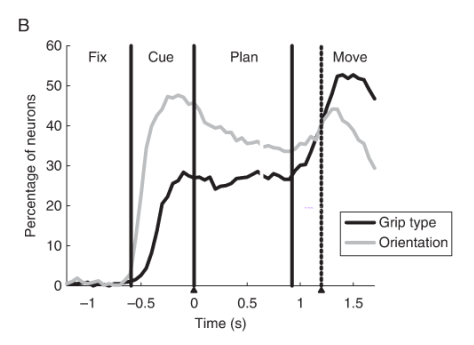 B
Percentage of neurons
60
50
40
30
20
10
0
Fix
Cue
Plan
Move
Grip type
Orientation
−1
−0.5
0
0.5
1
1.5
Time (s)